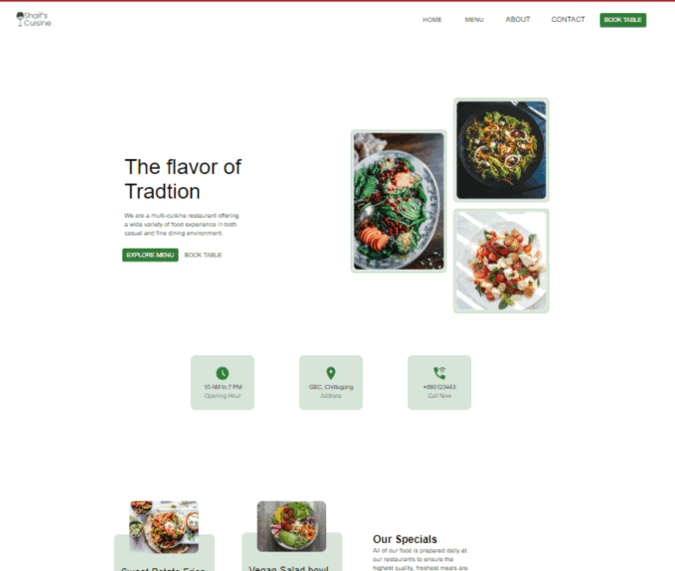 Shaif's
Cuisine
HOME MENU ABOUT CONTACT BOOK TABLE
The flavor of
Tradtion
We are a multi-cuisine restaurant offering
a wide variety of food experience in both
casual and fine dining environment.
EXPLORE MENU BOOK TABLE
10 AM to 7 PM
Opening Hour
GEC, Chittagong
Address
+880123443
Call Now
Sweet Potato Fries
Vegan Salad bowl
Our Specials
All of our food is prepared daily at
our restaurants to ensure the
highest quality, freshest meals are